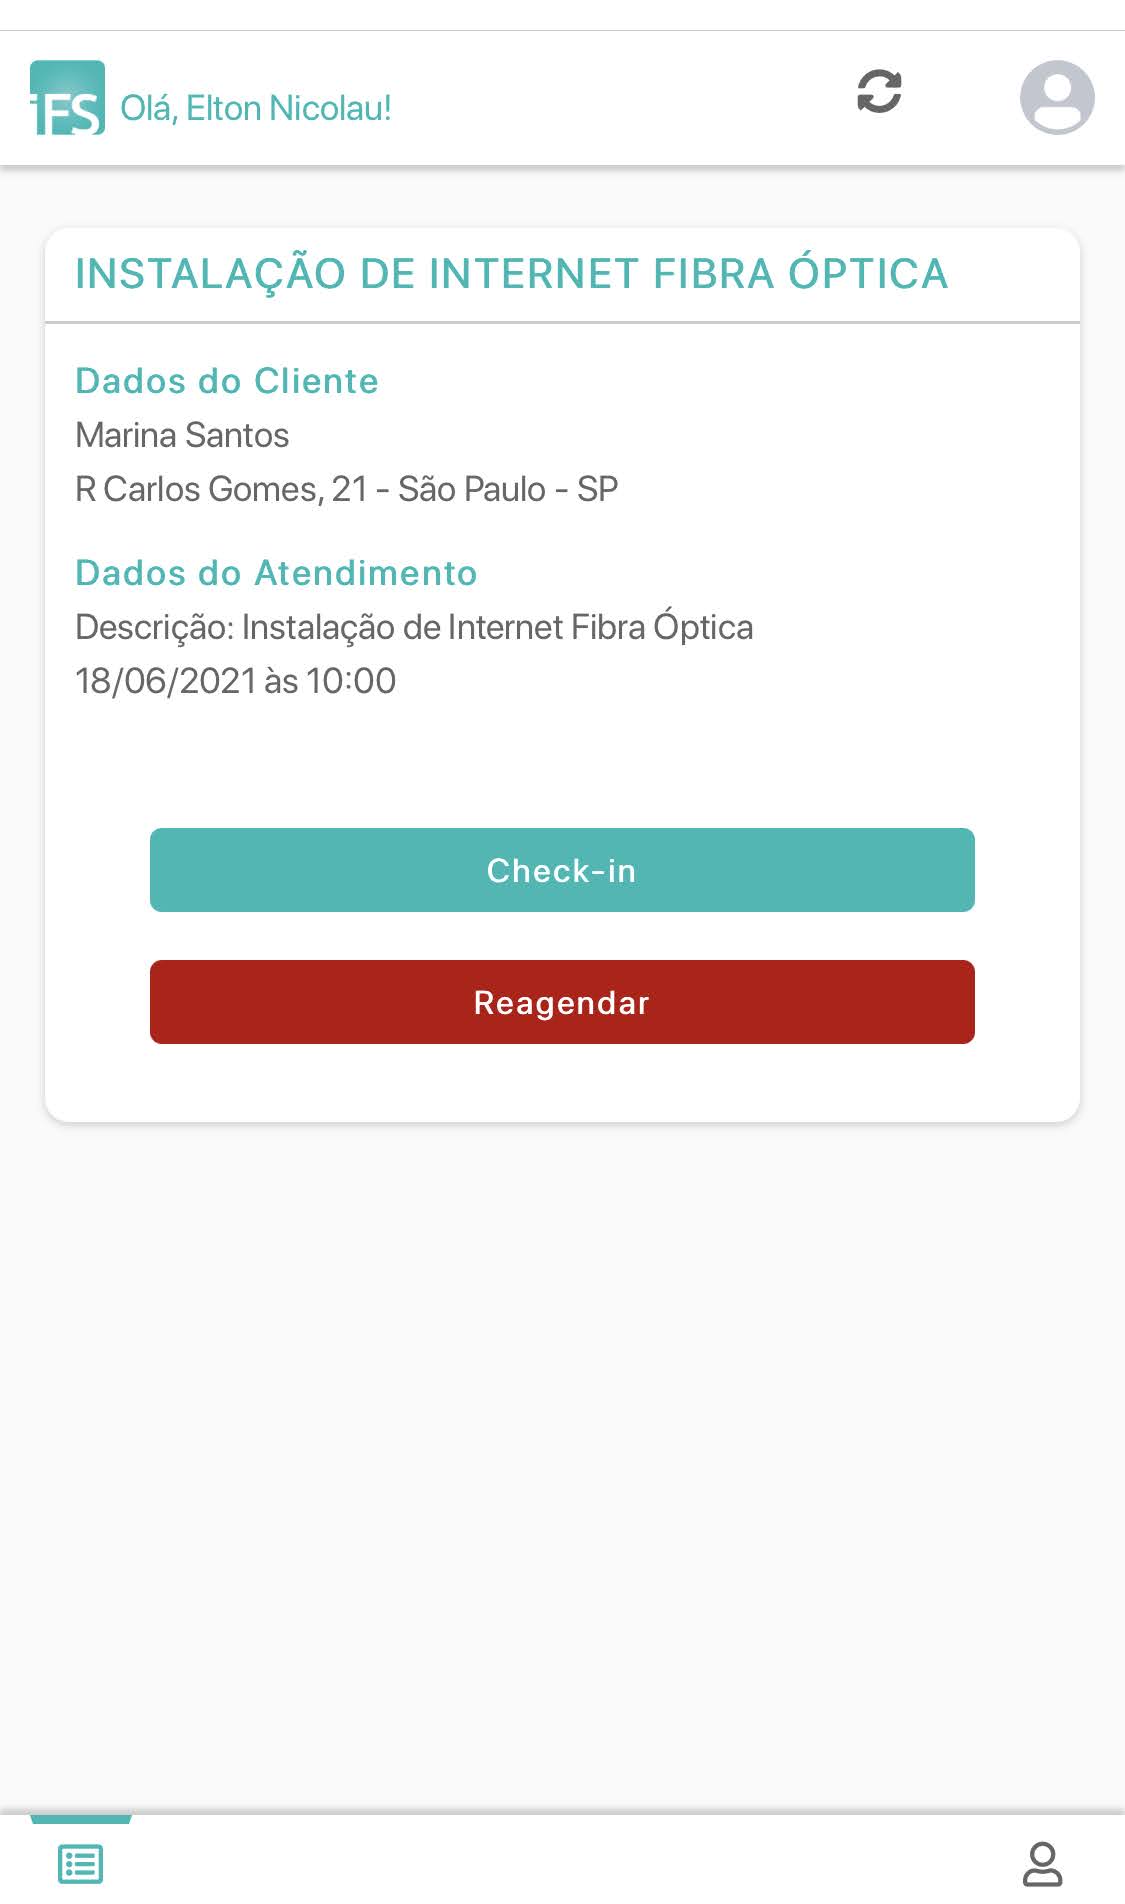 iFS
Olá, Elton Nicolau!
INSTALAÇÃO DE INTERNET FIBRA ÓPTICA
Dados do Cliente
Marina Santos
R Carlos Gomes, 21 - São Paulo - SP
Dados do Atendimento
Descrição: Instalação de Internet Fibra Óptica
18/06/2021 às 10:00
Check-in
Reagendar